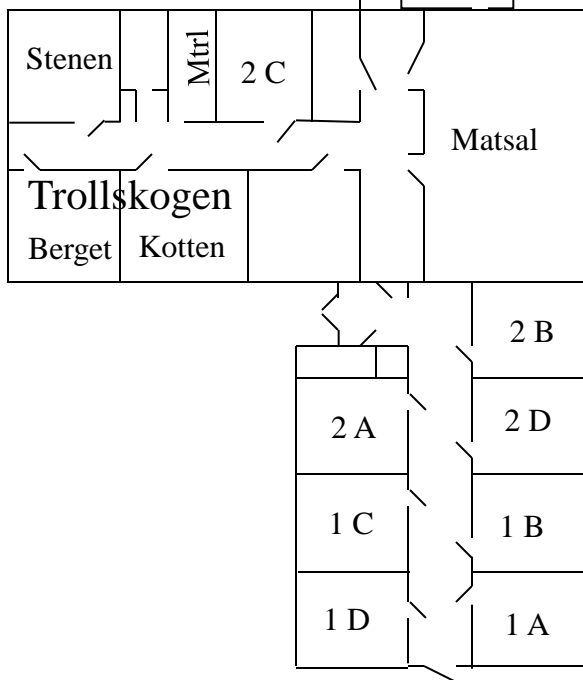 Stenen
Mtrl
2 C
Matsal
Trollskogen
Berget
Kotten
2 B
2 A
2 D
1 C
1 B
1 D
1 A